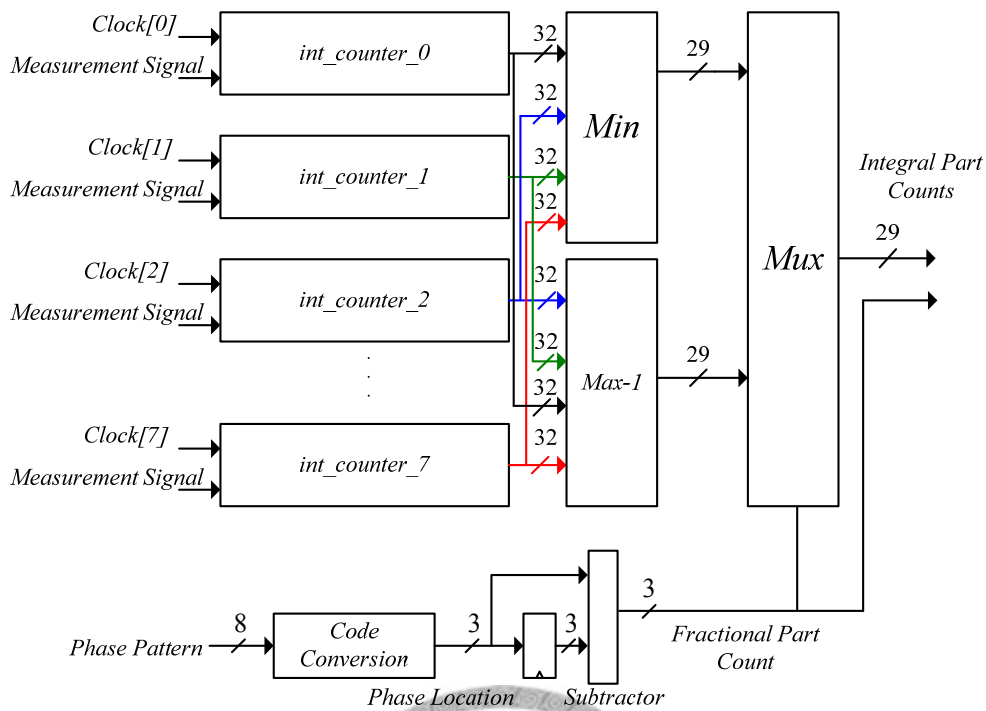 Clock[0]
Measurement Signal
int_counter_0
32
Min
29
Mux
32
Clock[1]
Measurement Signal
int_counter_1
32
32
Integral Part
Counts
29
Clock[2]
Measurement Signal
int_counter_2
32
32
Max-1
29
32
.
.
.
Clock[7]
Measurement Signal
int_counter_7
32
Phase Pattern
8
Code
Conversion
3
3
3
Phase Location
Subtractor
Fractional Part
Count